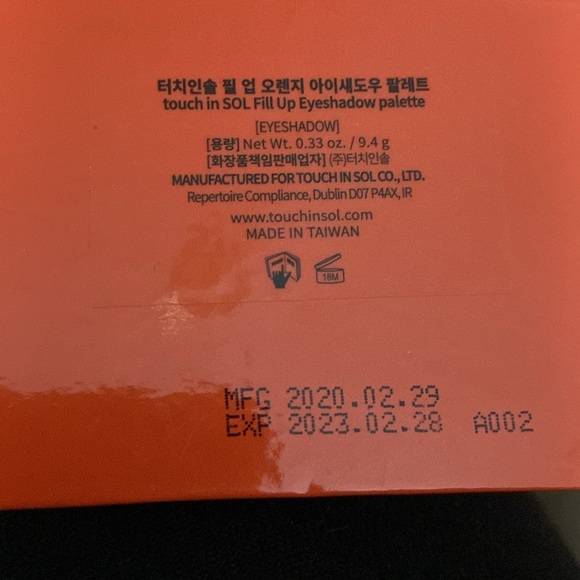 터치인솔 필 업 오렌지 아이섀도우 팔레트
touch in SOL Fill Up Eyeshadow palette
[EYESHADOW]
[용량] Net Wt. 0.33 oz. / 9.4 g
[화장품책임판매업자] (주)터치인솔
MANUFACTURED FOR TOUCH IN SOL CO., LTD.
Repertoire Compliance, Dublin D07 P4AX, IR
www.touchinsol.com
MADE IN TAIWAN
18M
MFG 2020.02.29
EXP 2023.02.28 A002